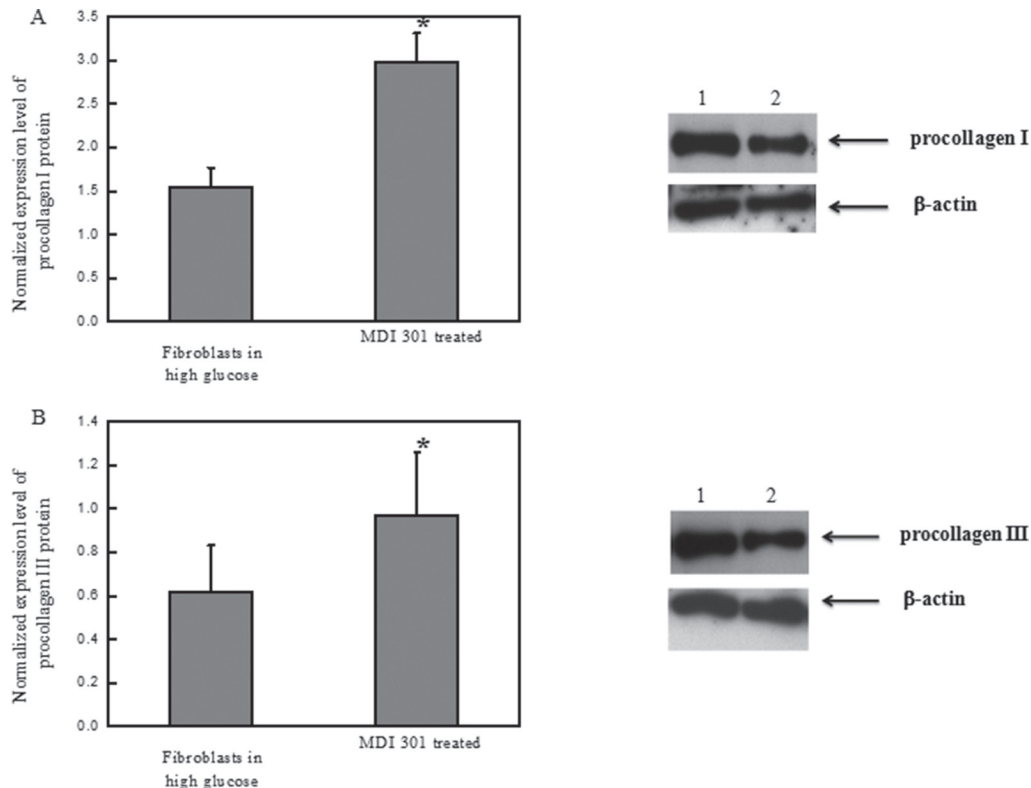 A
Normalized expression level of
procollagen I protein
3.5
3.0
2.5
2.0
1.5
1.0
0.5
0.0
*
Fibroblasts in
high glucose
MDI 301 treated
1 2
procollagen I
β-actin
B
Normalized expression level of
procollagen III protein
1.4
1.2
1.0
0.8
0.6
0.4
0.2
0.0
*
Fibroblasts in
high glucose
MDI 301 treated
1 2
procollagen III
β-actin